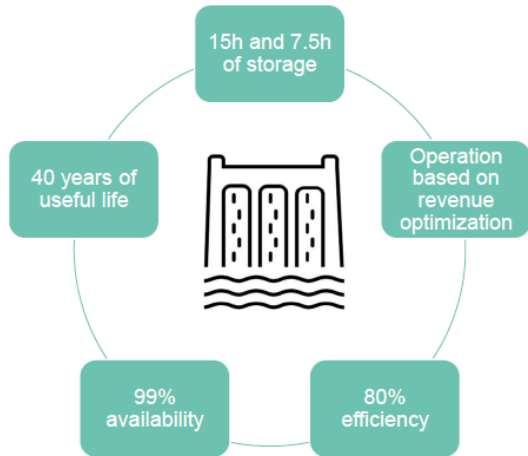 15h and 7.5h
of storage
40 years of
useful life
Operation
based on
revenue
optimization
99%
availability
80%
efficiency